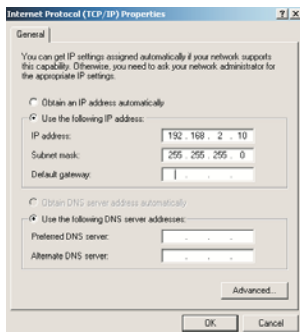 Internet Protocol (TCP/IP) Properties
General
You can get IP settings assigned automatically if your network supports
this capability. Otherwise, you need to ask your network administrator for
the appropriate IP settings.
Obtain an IP address automatically
Use the following IP address:
IP address: 192 . 168 . 2 . 10
Subnet mask: 255 . 255 . 255 . 0
Default gateway: . . .
Obtain DNS server address automatically
Use the following DNS server addresses:
Preferred DNS server: . . .
Alternate DNS server: . . .
Advanced...
OK Cancel